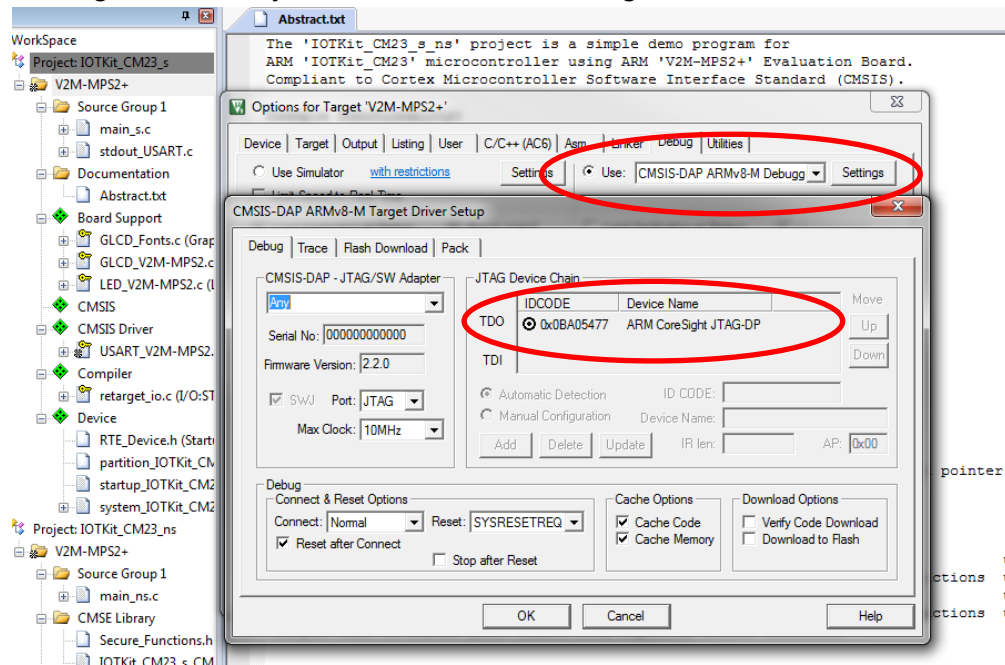 Abstract.txt
WorkSpace
Project: IOTKit_CM23_s
V2M-MPS2+
Source Group 1
main_s.c
stdout_USART.c
Documentation
Abstract.txt
Board Support
GLCD_Fonts.c (Grap
GLCD_V2M-MPS2.c
LED_V2M-MPS2.c (L
CMSIS
CMSIS Driver
USART_V2M-MPS2.
Compiler
retarget_io.c (I/O:ST
Device
RTE_Device.h (Start
partition_IOTKit_CM
startup_IOTKit_CM2
system_IOTKit_CM2
Project: IOTKit_CM23_ns
V2M-MPS2+
Source Group 1
main_ns.c
CMSE Library
Secure_Functions.h
IOTKit_CM23_s_CM
The 'IOTKit_CM23_s_ns' project is a simple demo program for
ARM 'IOTKit_CM23' microcontroller using ARM 'V2M-MPS2+' Evaluation Board.
Compliant to Cortex Microcontroller Software Interface Standard (CMSIS).
Options for Target 'V2M-MPS2+'
Device Target Output Listing User C/C++ (AC6) Asm Linker Debug Utilities
Use Simulator with restrictions Settings Use: CMSIS-DAP ARMv8-M Debugg Settings
Limit Speed to Real-Time
CMSIS-DAP ARMv8-M Target Driver Setup
Debug Trace Flash Download Pack
CMSIS-DAP - JTAG/SW Adapter
Any
Serial No: 000000000000
Firmware Version: 2.2.0
SWJ Port: JTAG
Max Clock: 10MHz
JTAG Device Chain
IDCODE Device Name Move
TDO 0x0BA05477 ARM CoreSight JTAG-DP Up
TDI Down
Automatic Detection ID CODE:
Manual Configuration Device Name:
Add Delete Update IR len: AP: 0x00
Debug
Connect & Reset Options
Connect: Normal Reset: SYSRESETREQ
Reset after Connect
Stop after Reset
Cache Options
Cache Code
Cache Memory
Download Options
Verify Code Download
Download to Flash
OK Cancel Help
pointer
ctions
ctions